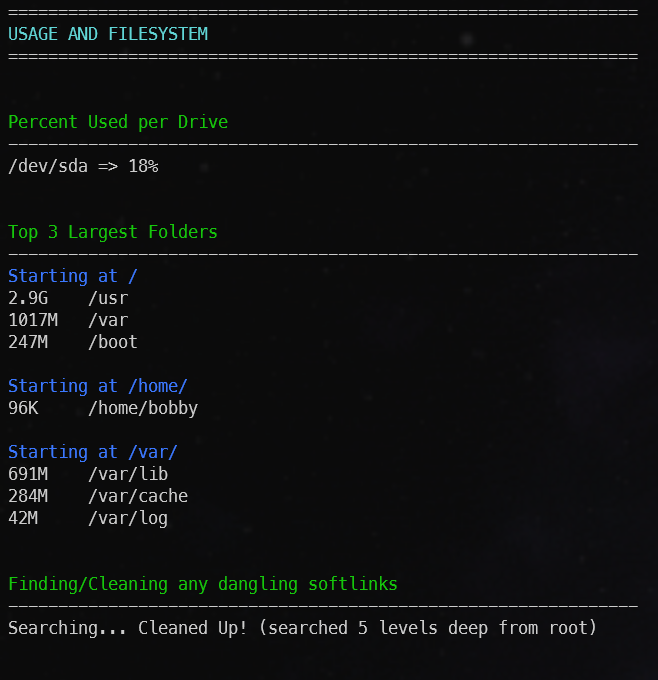 ===============================================================
USAGE AND FILESYSTEM
===============================================================
Percent Used per Drive
---------------------------------------------------------------
/dev/sda => 18%
Top 3 Largest Folders
---------------------------------------------------------------
Starting at /
2.9G    /usr
1017M   /var
247M    /boot
Starting at /home/
96K     /home/bobby
Starting at /var/
691M    /var/lib
284M    /var/cache
42M     /var/log
Finding/Cleaning any dangling softlinks
---------------------------------------------------------------
Searching... Cleaned Up! (searched 5 levels deep from root)